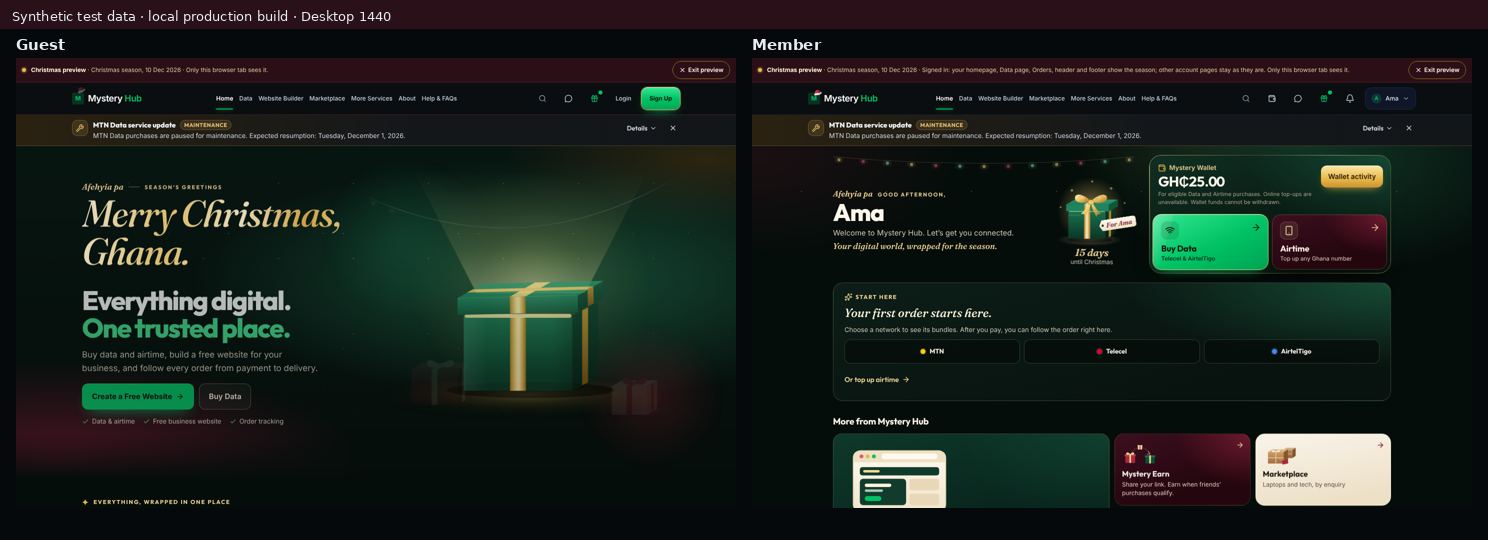 Synthetic test data · local production build · Desktop 1440
Guest
Christmas preview · Christmas season, 10 Dec 2026 · Only this browser tab sees it.
× Exit preview
M Mystery Hub
Home Data Website Builder Marketplace More Services About Help & FAQs
Login
Sign Up
MTN Data service update MAINTENANCE
MTN Data purchases are paused for maintenance. Expected resumption: Tuesday, December 1, 2026.
Details
Afehyia pa — SEASON'S GREETINGS
Merry Christmas,
Ghana.
Everything digital.
One trusted place.
Buy data and airtime, build a free website for your
business, and follow every order from payment to delivery.
Create a Free Website →
Buy Data
✓ Data & airtime ✓ Free business website ✓ Order tracking
EVERYTHING, WRAPPED IN ONE PLACE
Member
Christmas preview · Christmas season, 10 Dec 2026 · Signed in: your homepage, Data page, Orders, header and footer show the season; other account pages stay as they are. Only this browser tab sees it.
× Exit preview
M Mystery Hub
Home Data Website Builder Marketplace More Services About Help & FAQs
A Ama
MTN Data service update MAINTENANCE
MTN Data purchases are paused for maintenance. Expected resumption: Tuesday, December 1, 2026.
Details
Afehyia pa GOOD AFTERNOON,
Ama
Welcome to Mystery Hub. Let's get you connected.
Your digital world, wrapped for the season.
For Ama
15 days
until Christmas
Mystery Wallet
GH₵25.00
For eligible Data and Airtime purchases. Online top-ups are
unavailable. Wallet funds cannot be withdrawn.
Wallet activity
Buy Data
Telecel & AirtelTigo
Airtime
Top up any Ghana number
START HERE
Your first order starts here.
Choose a network to see its bundles. After you pay, you can follow the order right here.
MTN
Telecel
AirtelTigo
Or top up airtime →
More from Mystery Hub
Mystery Earn
Share your link. Earn when friends'
purchases qualify.
Marketplace
Laptops and tech, by enquiry